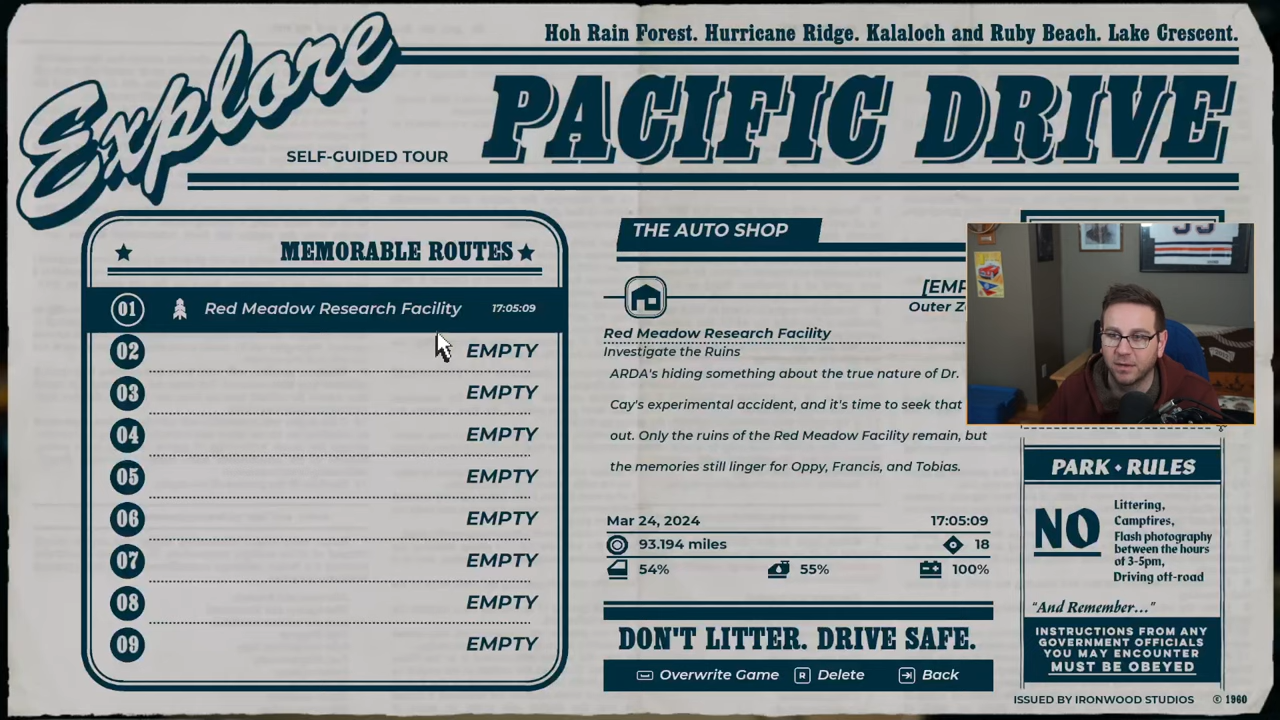 Hoh Rain Forest. Hurricane Ridge. Kalaloch and Ruby Beach. Lake Crescent.
Explore
PACIFIC DRIVE
SELF-GUIDED TOUR
MEMORABLE ROUTES
01 Red Meadow Research Facility 17:05:09
02 EMPTY
03 EMPTY
04 EMPTY
05 EMPTY
06 EMPTY
07 EMPTY
08 EMPTY
09 EMPTY
THE AUTO SHOP
Red Meadow Research Facility
Investigate the Ruins
ARDA's hiding something about the true nature of Dr.
Cay's experimental accident, and it's time to seek that
out. Only the ruins of the Red Meadow Facility remain, but
the memories still linger for Oppy, Francis, and Tobias.
Mar 24, 2024 17:05:09
93.194 miles 18
54% 55% 100%
DON'T LITTER. DRIVE SAFE.
Overwrite Game R Delete Back
PARK • RULES
NO
Littering,
Campfires,
Flash photography
between the hours
of 3-5pm,
Driving off-road
"And Remember..."
INSTRUCTIONS FROM ANY
GOVERNMENT OFFICIALS
YOU MAY ENCOUNTER
MUST BE OBEYED
ISSUED BY IRONWOOD STUDIOS © 1960